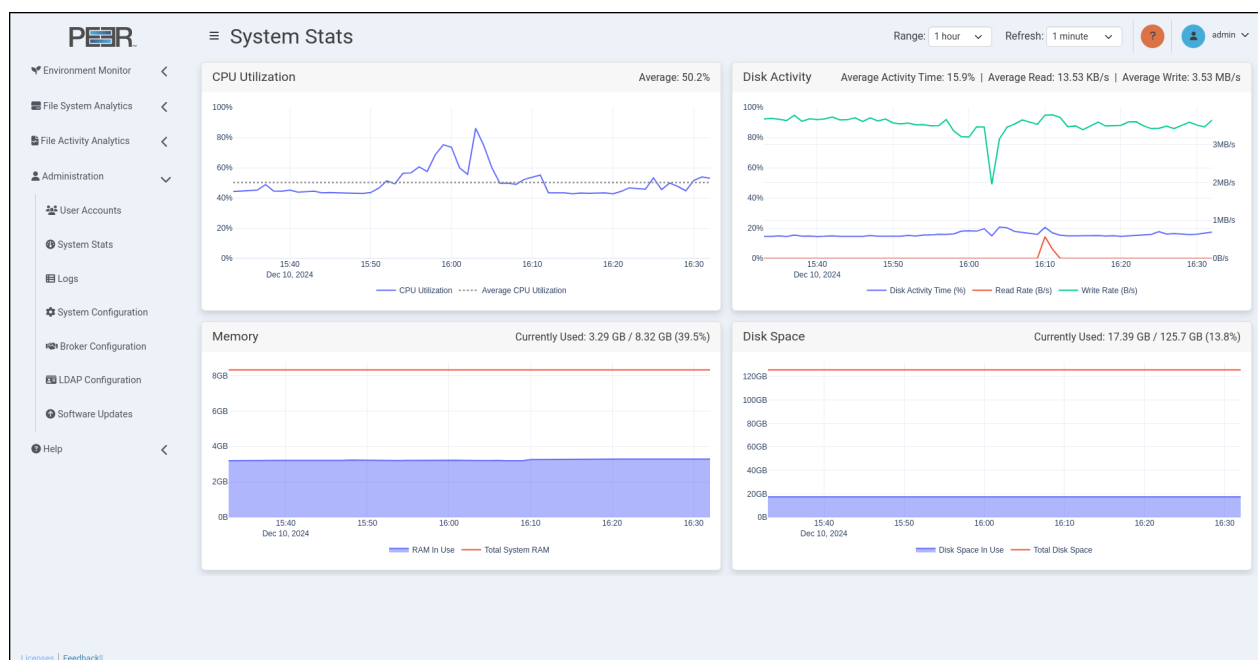 PEER
≡ System Stats
Range: 1 hour Refresh: 1 minute ? admin
Environment Monitor
File System Analytics
File Activity Analytics
Administration
User Accounts
System Stats
Logs
System Configuration
Broker Configuration
LDAP Configuration
Software Updates
Help
CPU Utilization Average: 50.2%
100%
80%
60%
40%
20%
0%
15:40 15:50 16:00 16:10 16:20 16:30
Dec 10, 2024
CPU Utilization Average CPU Utilization
Disk Activity Average Activity Time: 15.9% | Average Read: 13.53 KB/s | Average Write: 3.53 MB/s
100%
80%
60%
40%
20%
0%
3MB/s
2MB/s
1MB/s
0B/s
15:40 15:50 16:00 16:10 16:20 16:30
Dec 10, 2024
Disk Activity Time (%) Read Rate (B/s) Write Rate (B/s)
Memory Currently Used: 3.29 GB / 8.32 GB (39.5%)
8GB
6GB
4GB
2GB
0B
15:40 15:50 16:00 16:10 16:20 16:30
Dec 10, 2024
RAM In Use Total System RAM
Disk Space Currently Used: 17.39 GB / 125.7 GB (13.8%)
120GB
100GB
80GB
60GB
40GB
20GB
0B
15:40 15:50 16:00 16:10 16:20 16:30
Dec 10, 2024
Disk Space In Use Total Disk Space
Licenses | Feedback